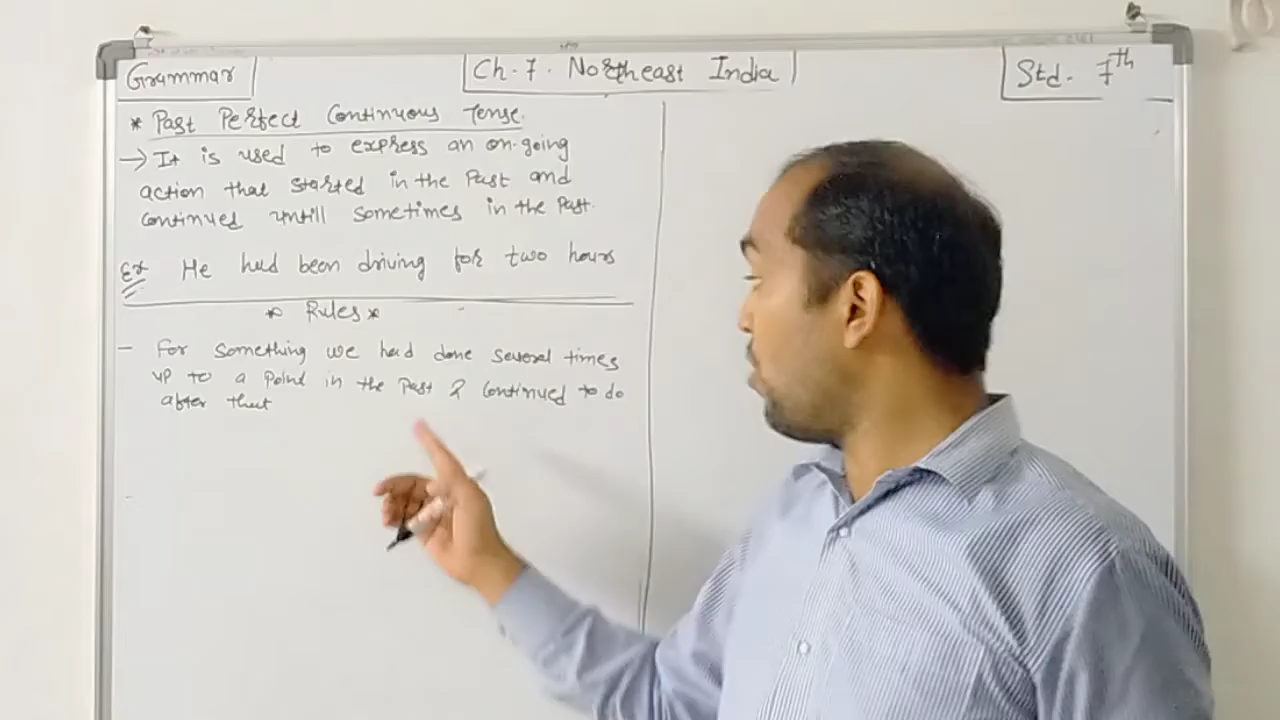 Grammar
Ch. 7. Northeast India
Std. 7th
* Past Perfect Continuous Tense.
→ It is used to express an on-going
action that started in the Past and
continued untill sometimes in the Past.
Ex He had been driving for two hours
* Rules *
- For something we had done several times
up to a point in the Past & continued to do
after that